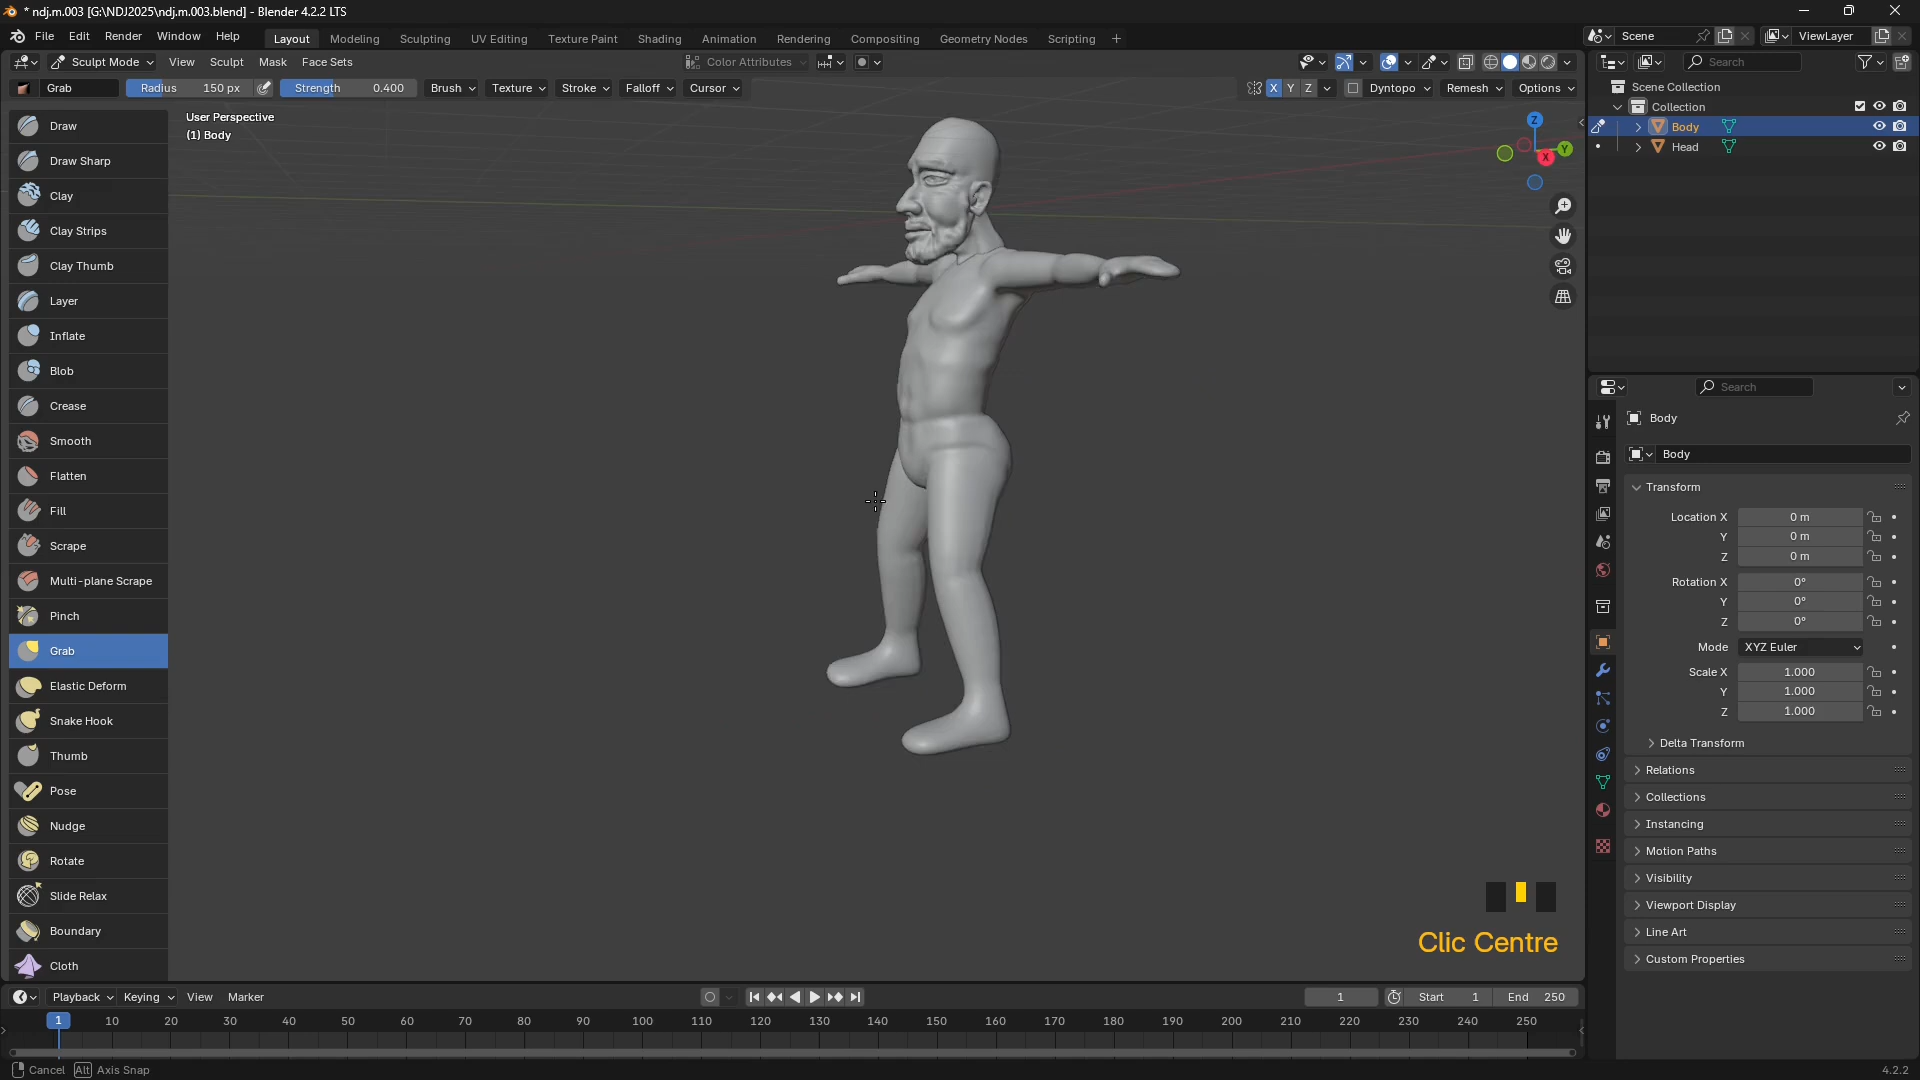 * ndj.m.003 [G:\NDJ2025\ndj.m.003.blend] - Blender 4.2.2 LTS
File Edit Render Window Help Layout Modeling Sculpting UV Editing Texture Paint Shading Animation Rendering Compositing Geometry Nodes Scripting + Scene ViewLayer
Sculpt Mode View Sculpt Mask Face Sets Color Attributes Search
Grab Radius 150 px Strength 0.400 Brush Texture Stroke Falloff Cursor X Y Z Dyntopo Remesh Options
Scene Collection
Collection
Body
Head
User Perspective
(1) Body
Z
Y
X
Draw
Draw Sharp
Clay
Clay Strips
Clay Thumb
Layer
Inflate
Blob
Crease
Smooth
Flatten
Fill
Scrape
Multi-plane Scrape
Pinch
Grab
Elastic Deform
Snake Hook
Thumb
Pose
Nudge
Rotate
Slide Relax
Boundary
Cloth
Search
Body
Body
Transform
Location X 0 m
Y 0 m
Z 0 m
Rotation X 0°
Y 0°
Z 0°
Mode XYZ Euler
Scale X 1.000
Y 1.000
Z 1.000
Delta Transform
Relations
Collections
Instancing
Motion Paths
Visibility
Viewport Display
Line Art
Custom Properties
Clic Centre
Playback Keying View Marker 1 Start 1 End 250
1 10 20 30 40 50 60 70 80 90 100 110 120 130 140 150 160 170 180 190 200 210 220 230 240 250
Cancel Alt Axis Snap 4.2.2